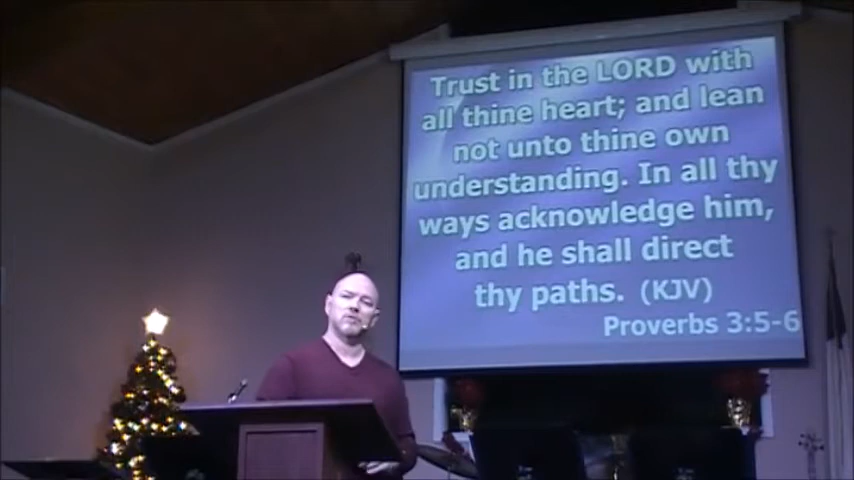 Trust in the LORD with
all thine heart; and lean
not unto thine own
understanding. In all thy
ways acknowledge him,
and he shall direct
thy paths. (KJV)
Proverbs 3:5-6